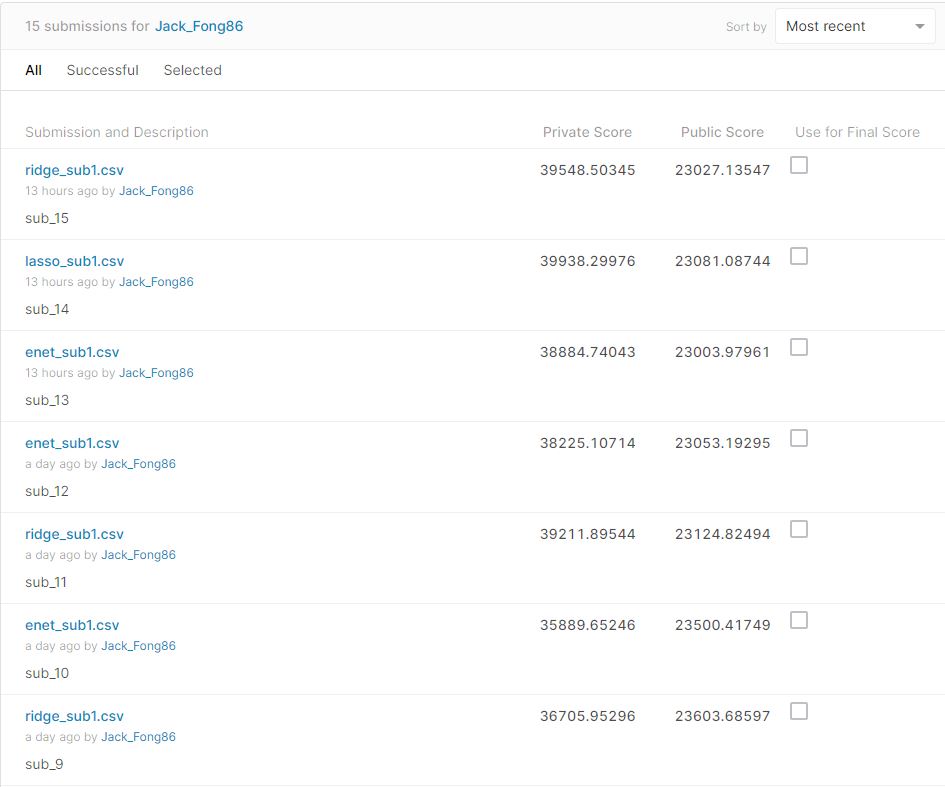 15 submissions for Jack_Fong86 Sort by Most recent
All Successful Selected
Submission and Description Private Score Public Score Use for Final Score
ridge_sub1.csv 39548.50345 23027.13547
13 hours ago by Jack_Fong86
sub_15
lasso_sub1.csv 39938.29976 23081.08744
13 hours ago by Jack_Fong86
sub_14
enet_sub1.csv 38884.74043 23003.97961
13 hours ago by Jack_Fong86
sub_13
enet_sub1.csv 38225.10714 23053.19295
a day ago by Jack_Fong86
sub_12
ridge_sub1.csv 39211.89544 23124.82494
a day ago by Jack_Fong86
sub_11
enet_sub1.csv 35889.65246 23500.41749
a day ago by Jack_Fong86
sub_10
ridge_sub1.csv 36705.95296 23603.68597
a day ago by Jack_Fong86
sub_9